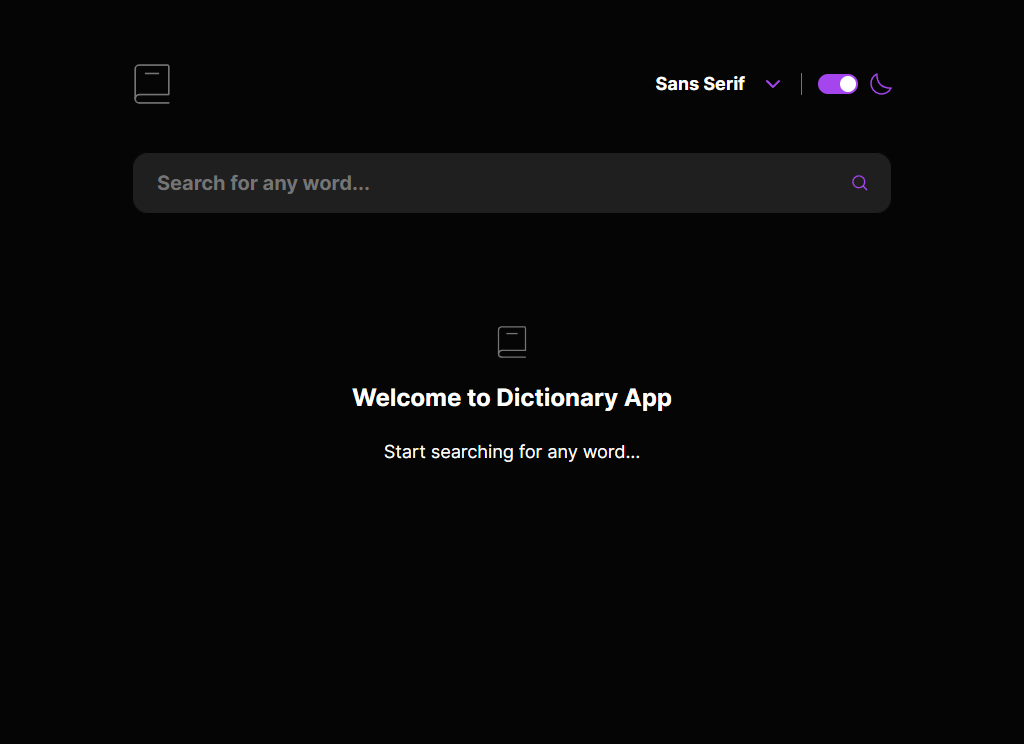 Sans Serif
Search for any word...
Welcome to Dictionary App
Start searching for any word...